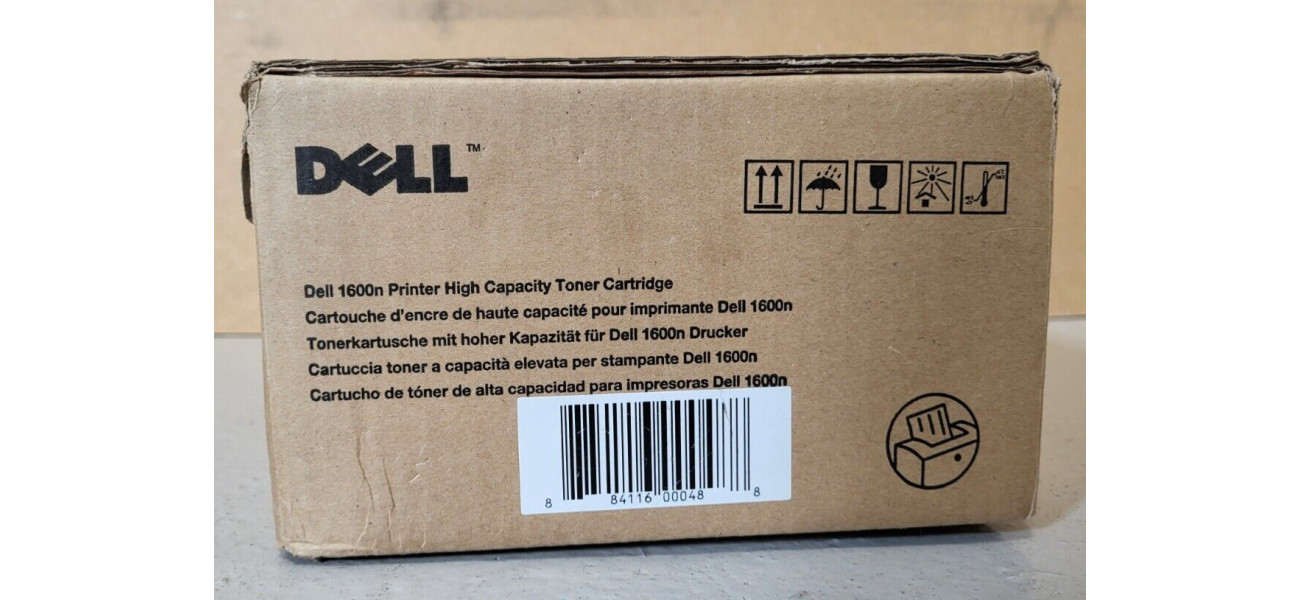 DELL™
Dell 1600n Printer High Capacity Toner Cartridge
Cartouche d'encre de haute capacité pour imprimante Dell 1600n
Tonerkartusche mit hoher Kapazität für Dell 1600n Drucker
Cartuccia toner a capacità elevata per stampante Dell 1600n
Cartucho de tóner de alta capacidad para impresoras Dell 1600n
8 84116 00048 8